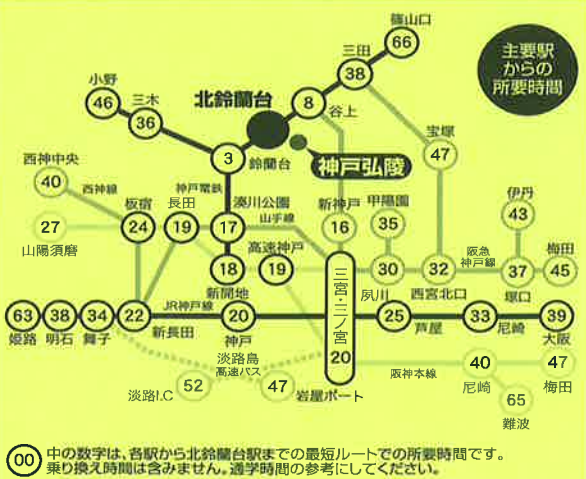 篠山口
66
主要駅
からの
所要時間
三田
38
小野
46
三木
36
北鈴蘭台
8
谷上
宝塚
47
3
鈴蘭台
神戸弘陵
西神中央
40
西神線
神戸電鉄
板宿
24
長田
19
湊川公園
17
山手線
新神戸
16
甲陽園
35
伊丹
43
27
山陽須磨
高速神戸
19
18
新開地
三宮・三ノ宮
20
30
夙川
32
西宮北口
阪急
神戸線
37
塚口
梅田
45
63
姫路
38
明石
34
舞子
22
新長田
JR神戸線
20
神戸
25
芦屋
33
尼崎
39
大阪
淡路島
高速バス
52
淡路I.C
47
岩屋ポート
阪神本線
40
尼崎
47
梅田
65
難波
00 中の数字は、各駅から北鈴蘭台駅までの最短ルートでの所要時間です。
乗り換え時間は含みません。通学時間の参考にしてください。